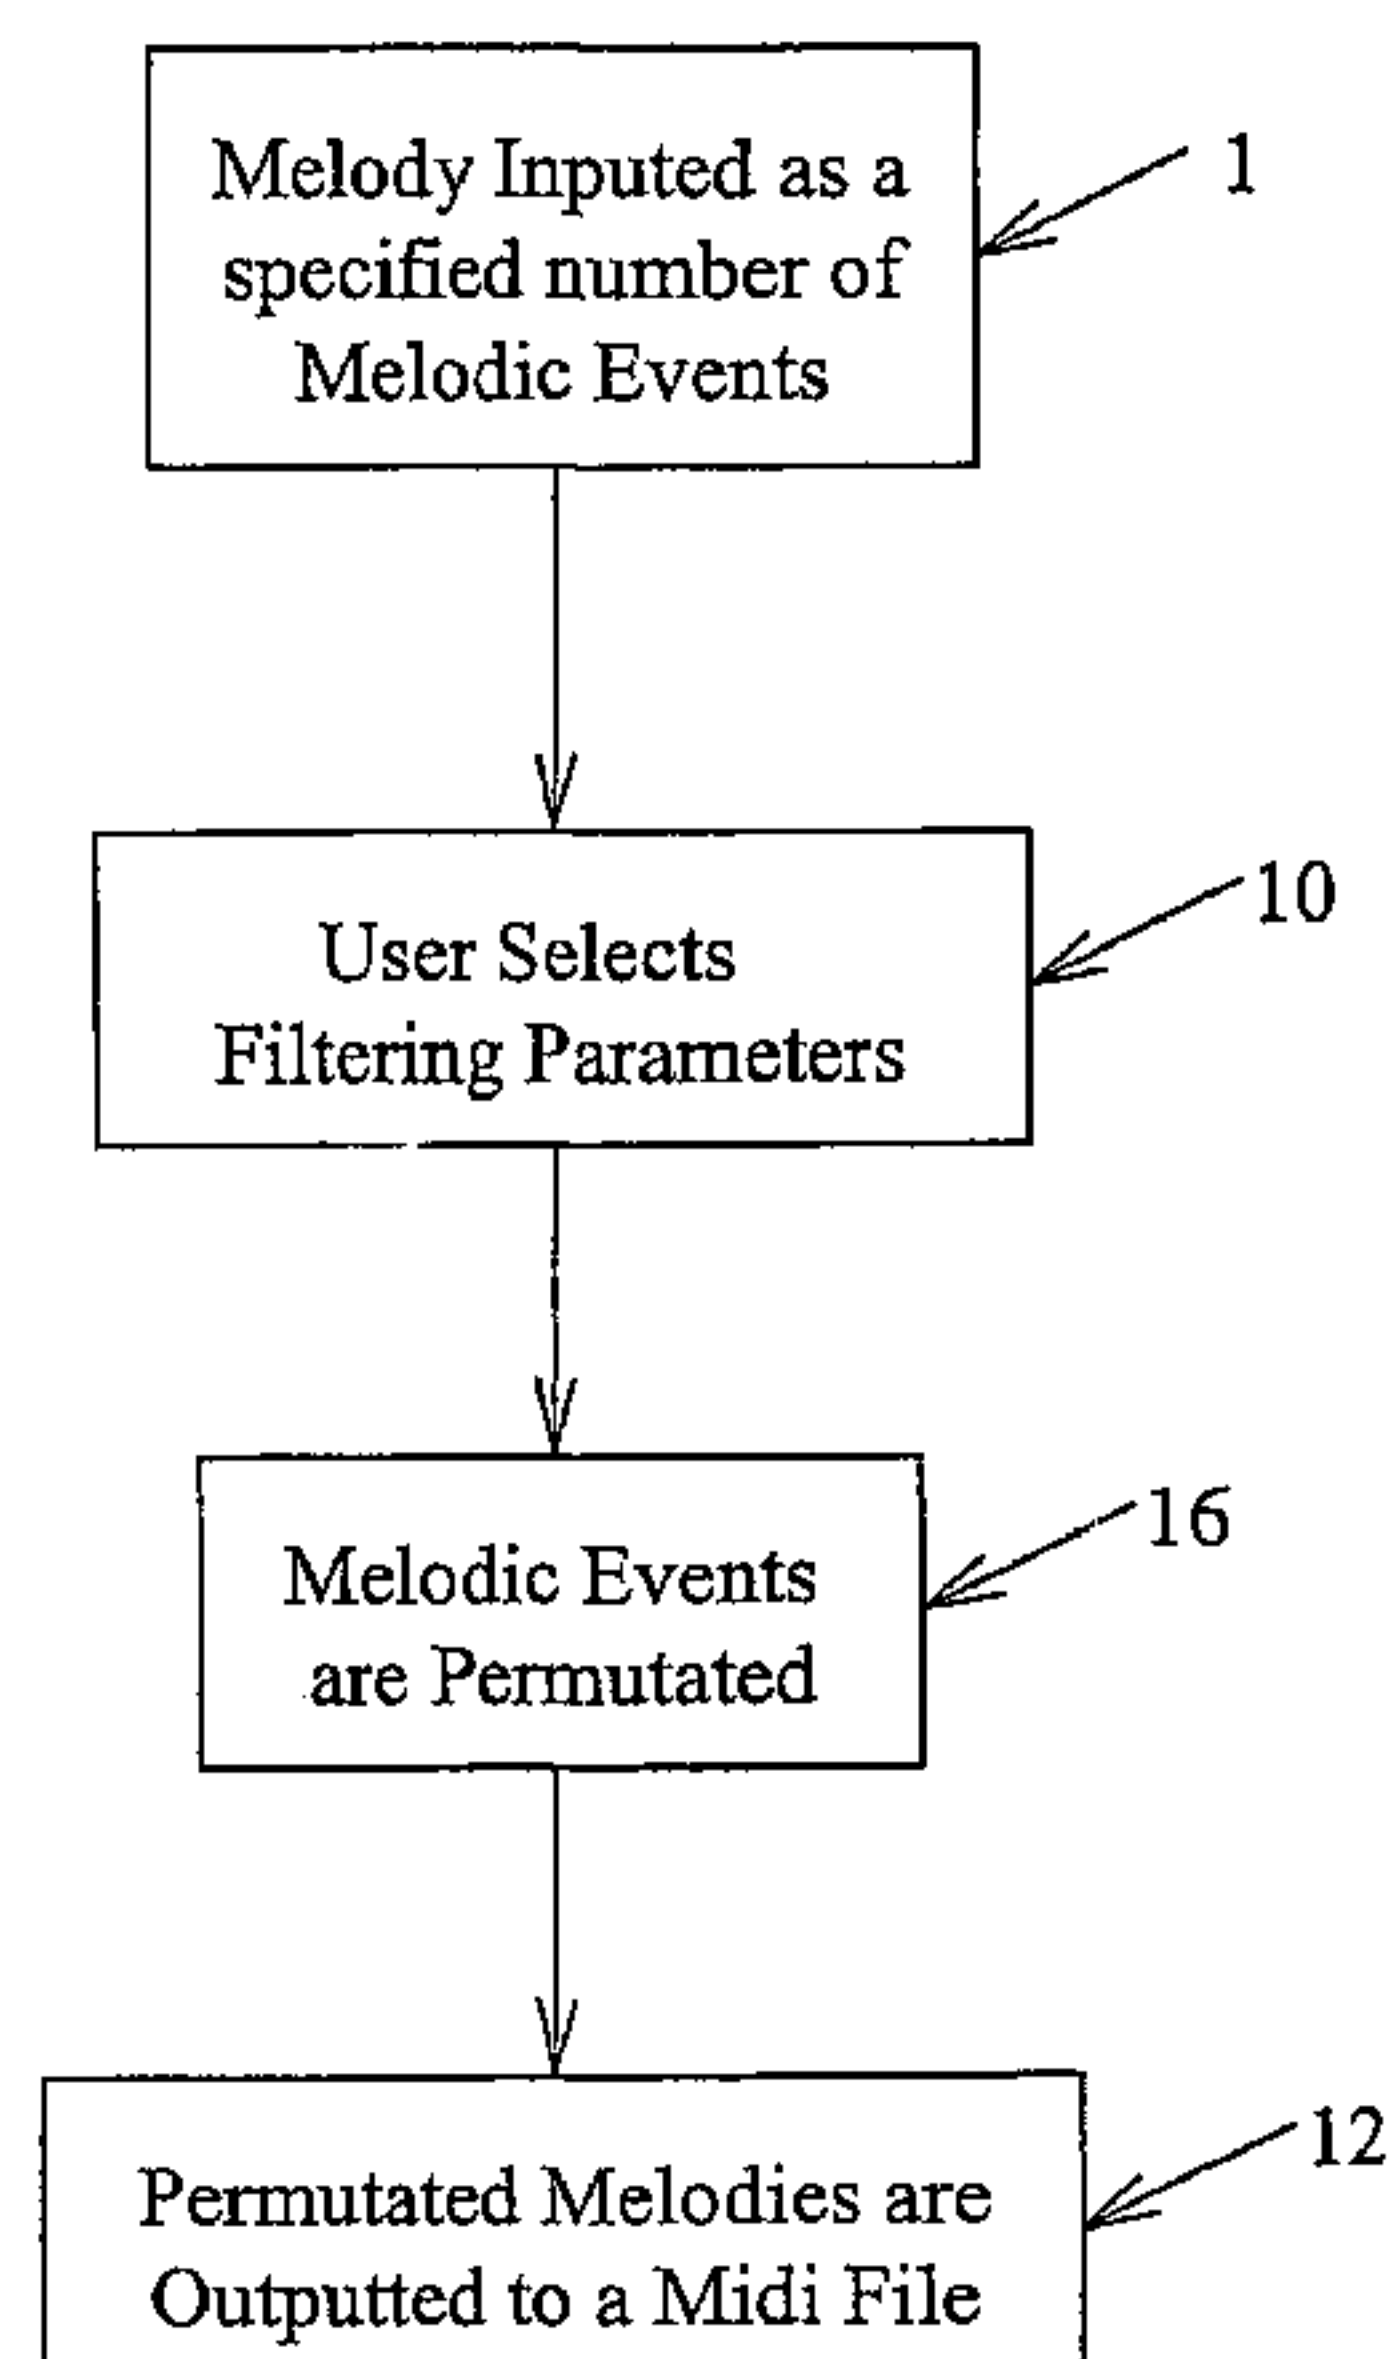 Melody Inputed as a
specified number of
Melodic Events
1
User Selects
Filtering Parameters
10
Melodic Events
are Permutated
16
Permutated Melodies are
Outputted to a Midi File
12